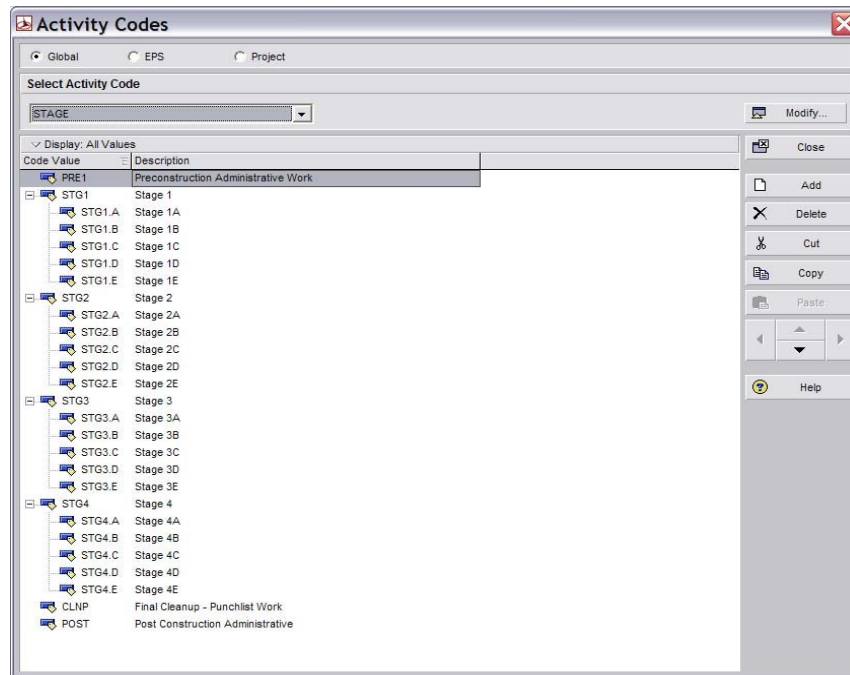 Activity Codes
Global EPS Project
Select Activity Code
STAGE
Modify...
Display: All Values
Close
Code Value Description
PRE1 Preconstruction Administrative Work
Add
STG1 Stage 1
STG1.A Stage 1A
Delete
STG1.B Stage 1B
STG1.C Stage 1C
Cut
STG1.D Stage 1D
STG1.E Stage 1E
Copy
STG2 Stage 2
Paste
STG2.A Stage 2A
STG2.B Stage 2B
STG2.C Stage 2C
STG2.D Stage 2D
STG2.E Stage 2E
Help
STG3 Stage 3
STG3.A Stage 3A
STG3.B Stage 3B
STG3.C Stage 3C
STG3.D Stage 3D
STG3.E Stage 3E
STG4 Stage 4
STG4.A Stage 4A
STG4.B Stage 4B
STG4.C Stage 4C
STG4.D Stage 4D
STG4.E Stage 4E
CLNP Final Cleanup - Punchlist Work
POST Post Construction Administrative